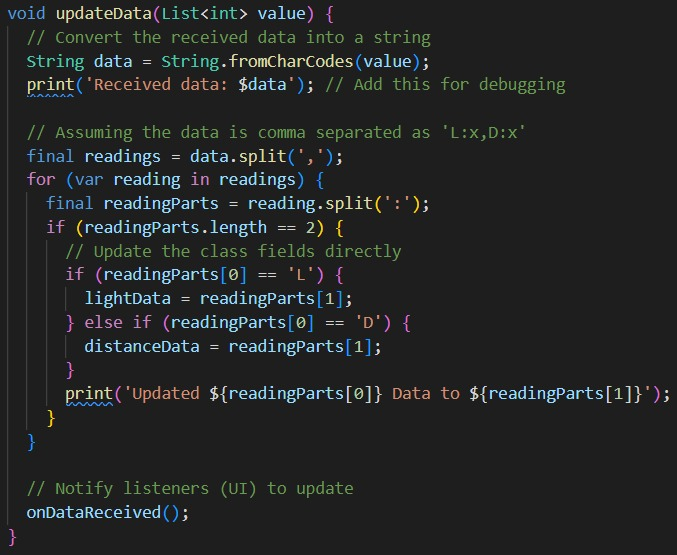 void updateData(List<int> value) {
// Convert the received data into a string
String data = String.fromCharCodes(value);
print('Received data: $data'); // Add this for debugging
// Assuming the data is comma separated as 'L:x,D:x'
final readings = data.split(',');
for (var reading in readings) {
final readingParts = reading.split(':');
if (readingParts.length == 2) {
// Update the class fields directly
if (readingParts[0] == 'L') {
lightData = readingParts[1];
} else if (readingParts[0] == 'D') {
distanceData = readingParts[1];
}
print('Updated ${readingParts[0]} Data to ${readingParts[1]}');
}
}
// Notify listeners (UI) to update
onDataReceived();
}